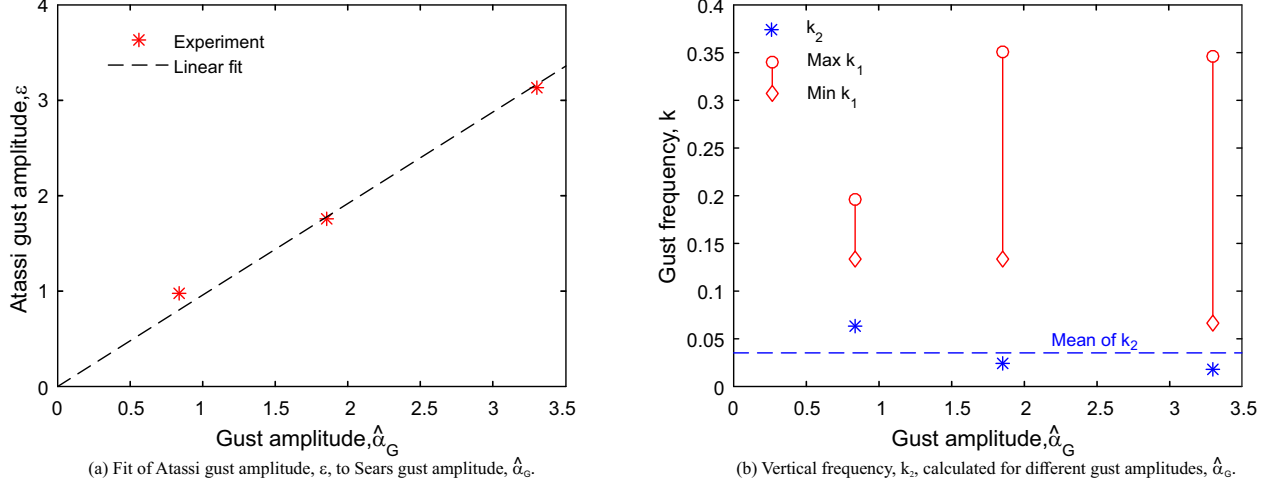 4
3
2
1
0
Atassi gust amplitude,ε
Experiment
Linear fit
0 0.5 1 1.5 2 2.5 3 3.5
Gust amplitude,α̂_G
(a) Fit of Atassi gust amplitude, ε, to Sears gust amplitude, α̂_G.
0.4
0.35
0.3
0.25
0.2
0.15
0.1
0.05
0
Gust frequency, k
k₂
Max k₁
Min k₁
Mean of k₂
0 0.5 1 1.5 2 2.5 3 3.5
Gust amplitude,α̂_G
(b) Vertical frequency, k₂, calculated for different gust amplitudes, α̂_G.